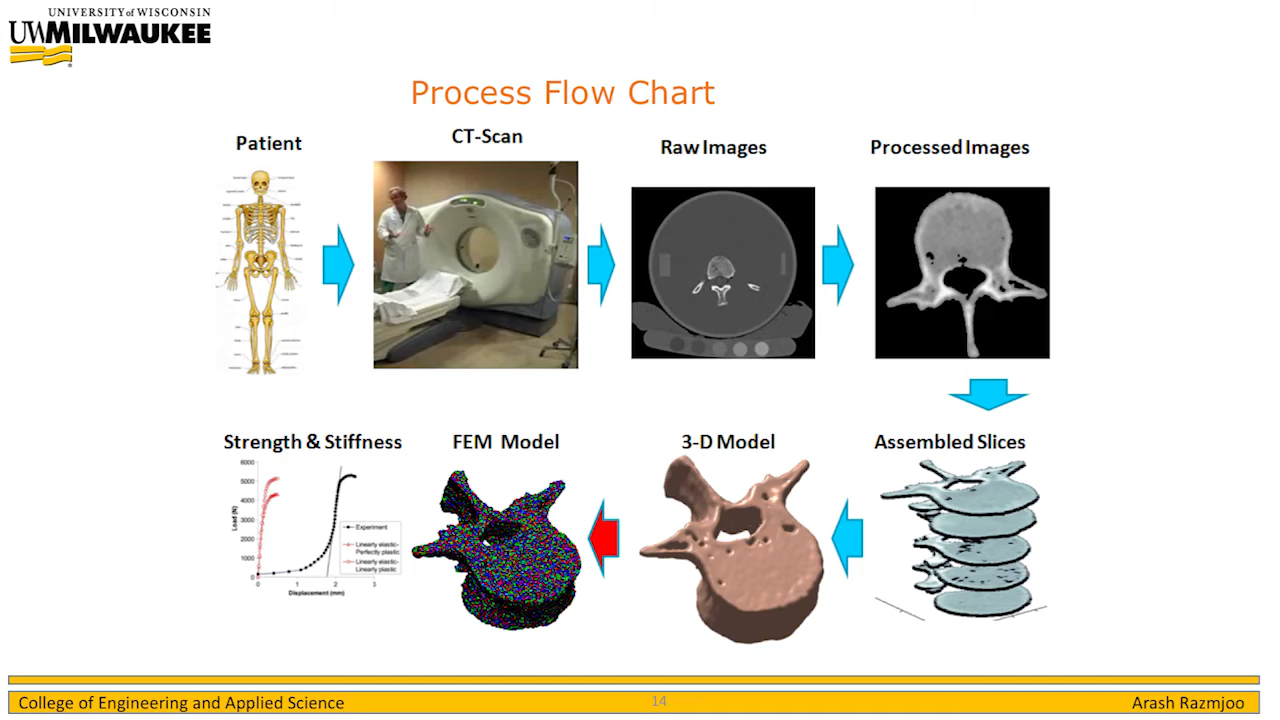 UNIVERSITY of WISCONSIN
UWMILWAUKEE
Process Flow Chart
Patient
CT-Scan
Raw Images
Processed Images
Strength & Stiffness
FEM Model
3-D Model
Assembled Slices
6000
5000
4000
3000
2000
1000
0
Load (N)
Experiment
Linearly elastic-
Perfectly plastic
Linearly elastic-
Linearly plastic
0 1 2 3
Displacement (mm)
College of Engineering and Applied Science
14
Arash Razmjoo